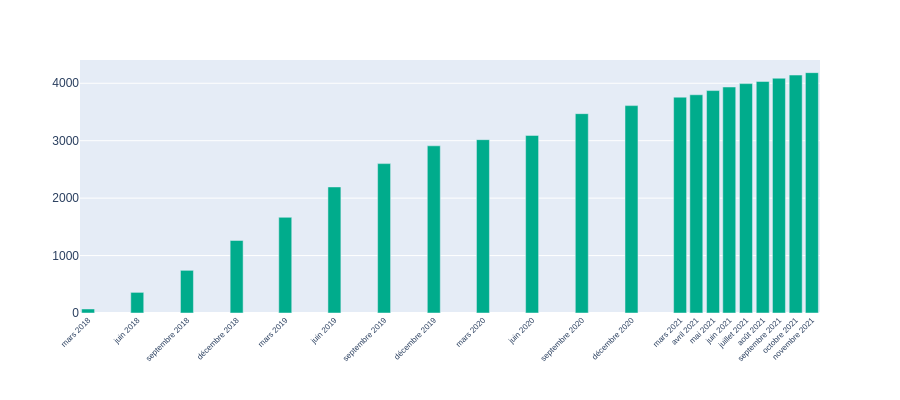 4000
3000
2000
1000
0
mars 2018
juin 2018
septembre 2018
décembre 2018
mars 2019
juin 2019
septembre 2019
décembre 2019
mars 2020
juin 2020
septembre 2020
décembre 2020
mars 2021
avril 2021
mai 2021
juin 2021
juillet 2021
août 2021
septembre 2021
octobre 2021
novembre 2021